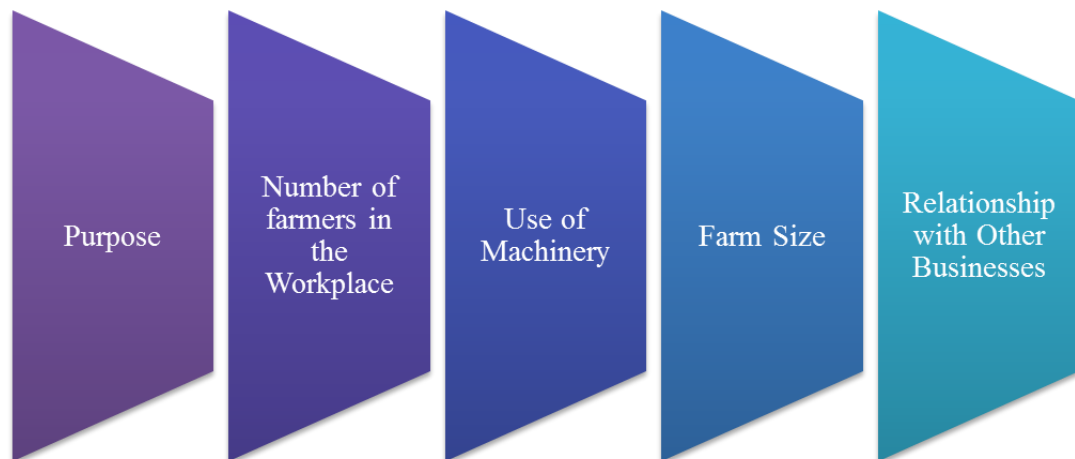 Purpose
Number of
farmers in
the
Workplace
Use of
Machinery
Farm Size
Relationship
with Other
Businesses